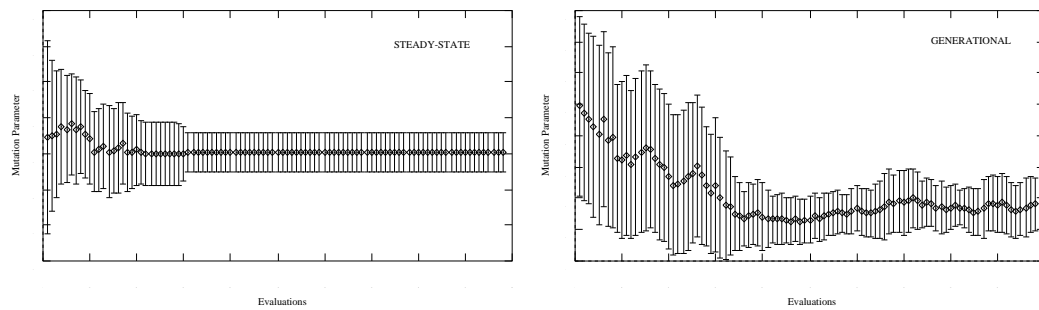 STEADY-STATE
Mutation Parameter
Evaluations
GENERATIONAL
Mutation Parameter
Evaluations